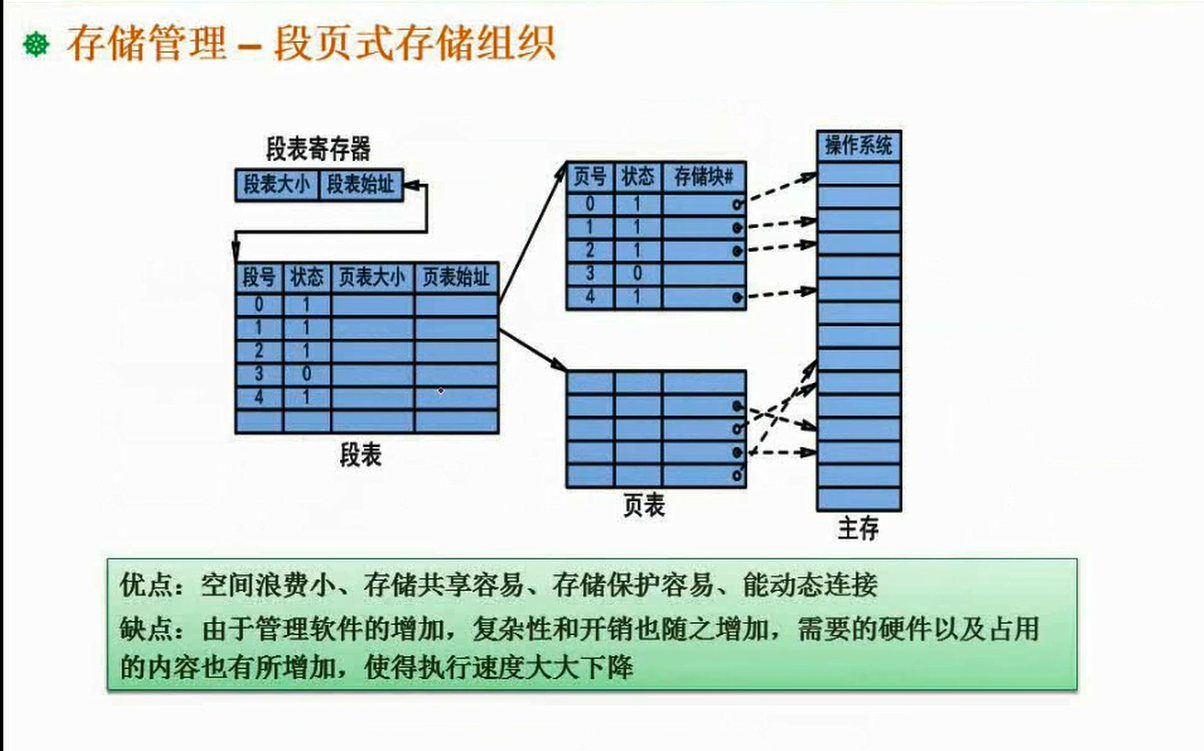 存储管理 – 段页式存储组织
段表寄存器
段表大小 段表始址
段号 状态 页表大小 页表始址
0 1
1 1
2 1
3 0
4 1
段表
页号 状态 存储块#
0 1
1 1
2 1
3 0
4 1
页表
操作系统
主存
优点：空间浪费小、存储共享容易、存储保护容易、能动态连接
缺点：由于管理软件的增加，复杂性和开销也随之增加，需要的硬件以及占用
的内容也有所增加，使得执行速度大大下降